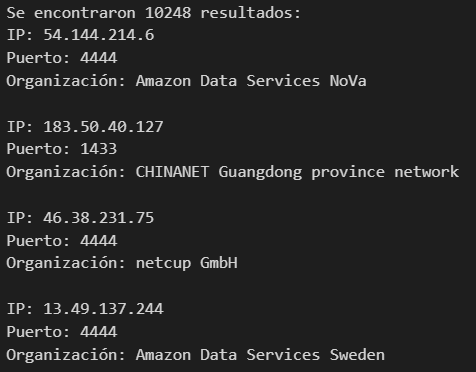 Se encontraron 10248 resultados:
IP: 54.144.214.6
Puerto: 4444
Organización: Amazon Data Services NoVa
IP: 183.50.40.127
Puerto: 1433
Organización: CHINANET Guangdong province network
IP: 46.38.231.75
Puerto: 4444
Organización: netcup GmbH
IP: 13.49.137.244
Puerto: 4444
Organización: Amazon Data Services Sweden